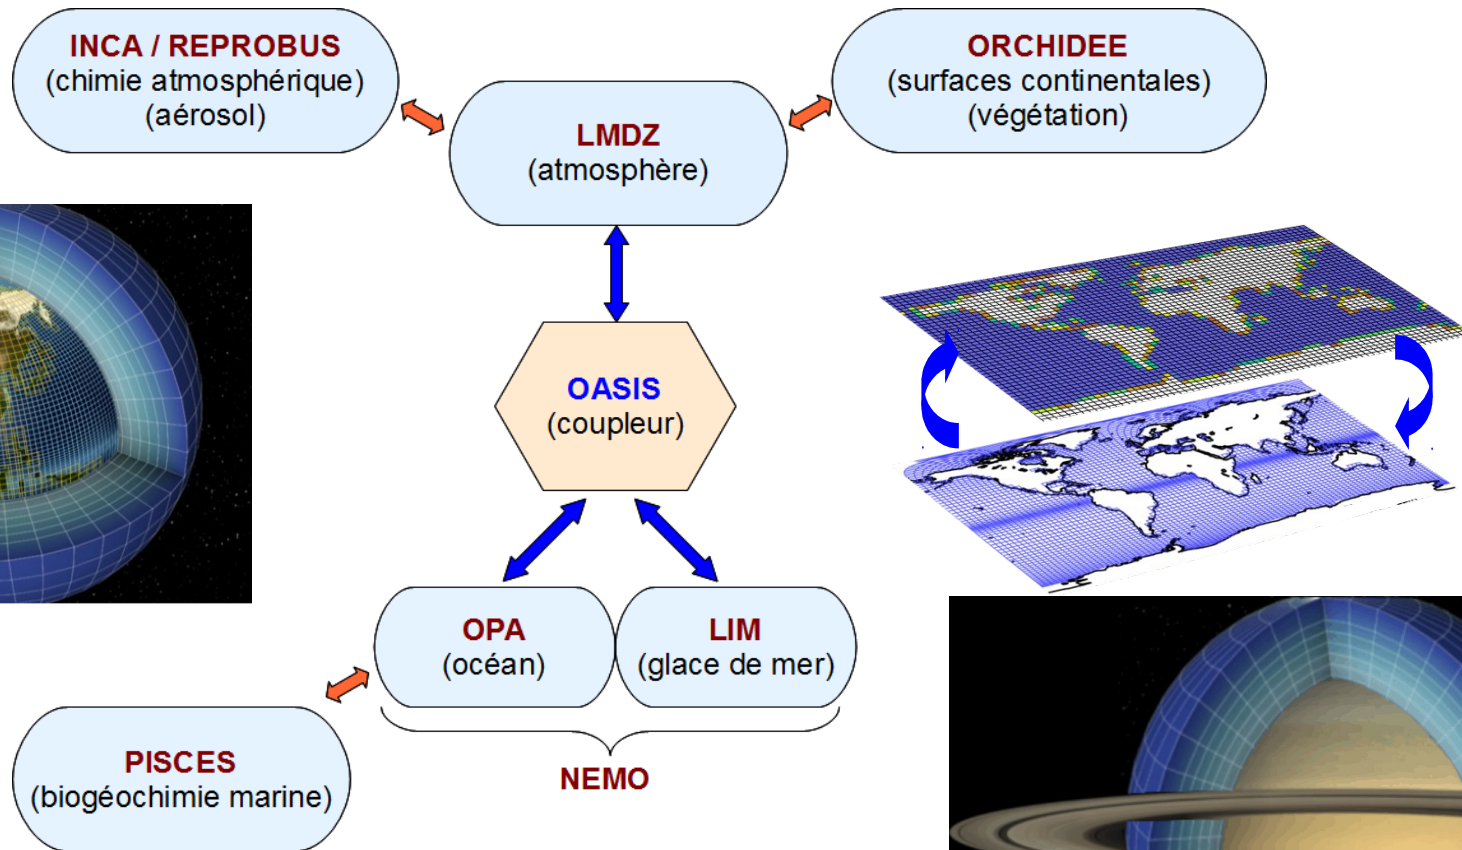 INCA / REPROBUS
(chimie atmosphérique)
(aérosol)
ORCHIDEE
(surfaces continentales)
(végétation)
LMDZ
(atmosphère)
OASIS
(coupleur)
OPA
(océan)
LIM
(glace de mer)
PISCES
(biogéochimie marine)
NEMO